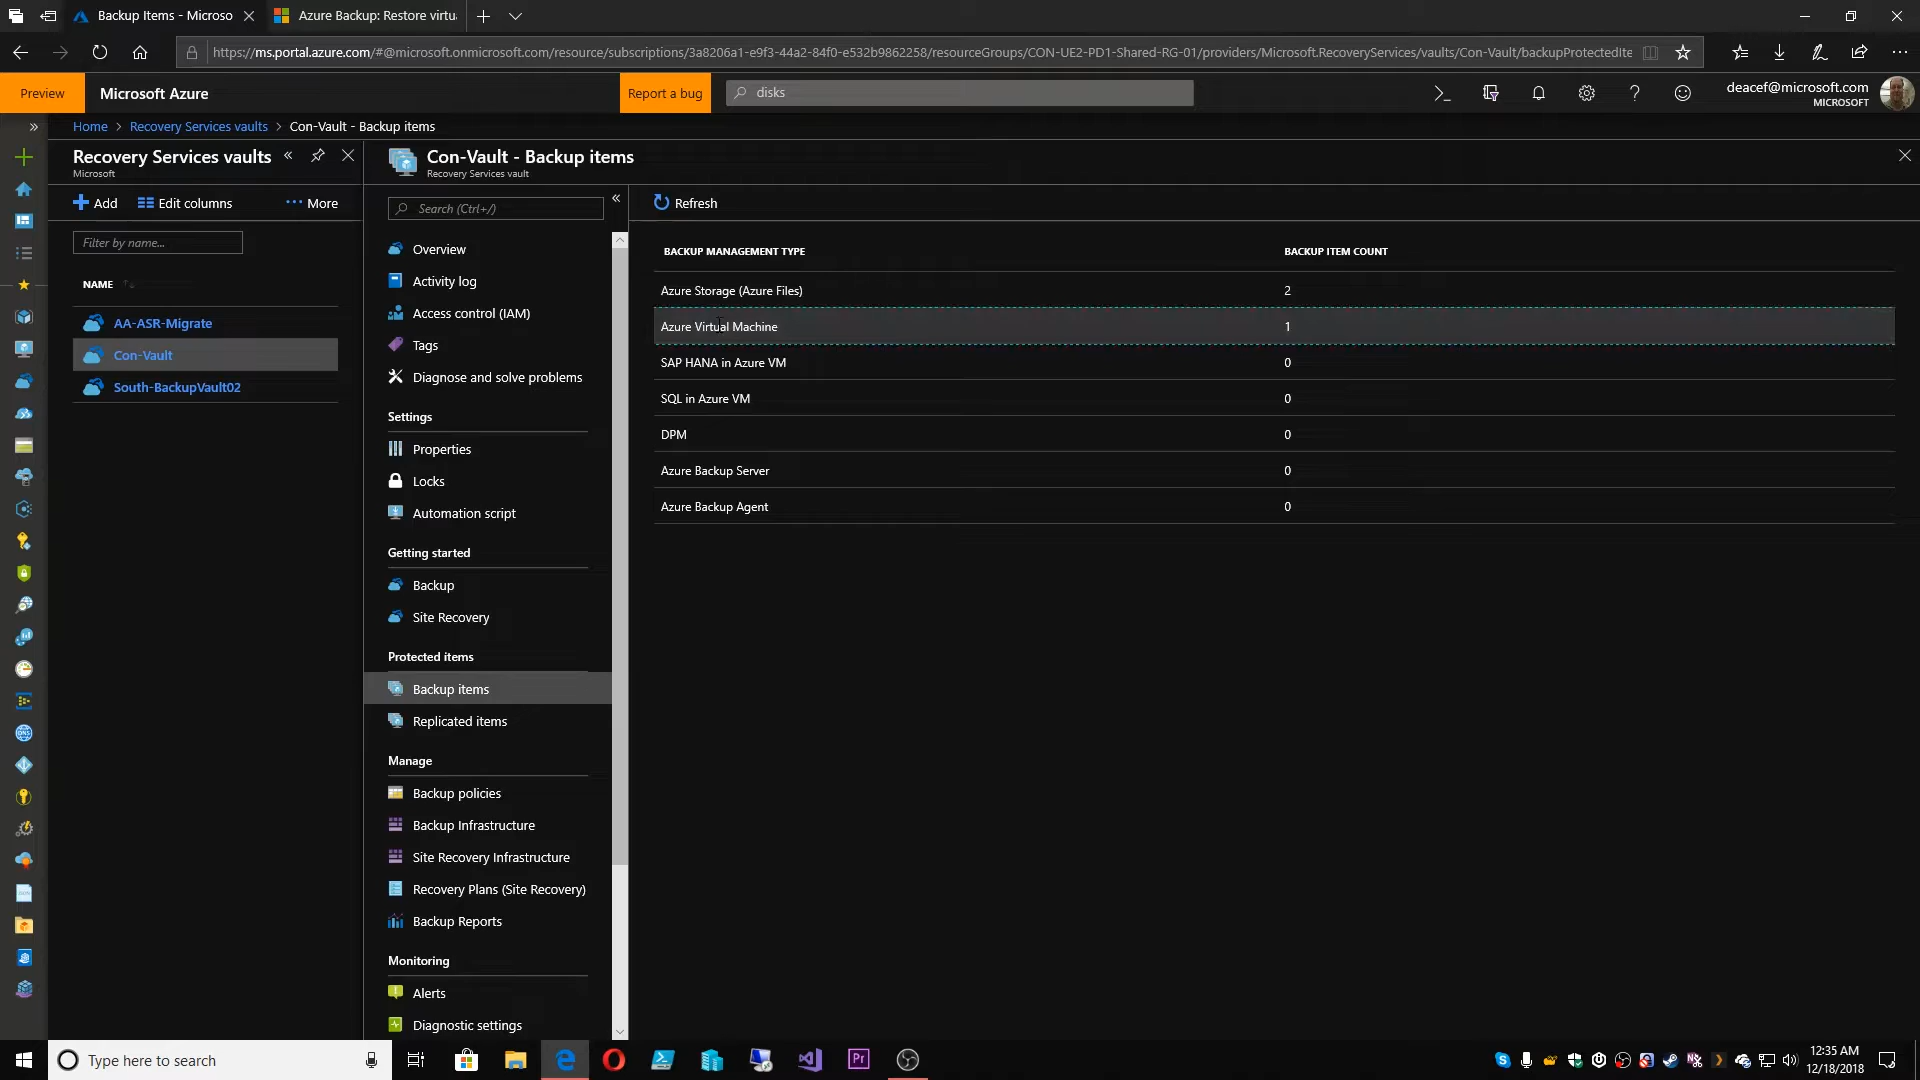 Backup Items - Microso
Azure Backup: Restore virtu
https://ms.portal.azure.com/#@microsoft.onmicrosoft.com/resource/subscriptions/3a8206a1-e9f3-44a2-84f0-e532b9862258/resourceGroups/CON-UE2-PD1-Shared-RG-01/providers/Microsoft.RecoveryServices/vaults/Con-Vault/backupProtectedIte
Preview
Microsoft Azure
Report a bug
disks
deacef@microsoft.com
MICROSOFT
Home > Recovery Services vaults > Con-Vault - Backup items
Recovery Services vaults
Microsoft
Add
Edit columns
More
Filter by name...
NAME
AA-ASR-Migrate
Con-Vault
South-BackupVault02
Con-Vault - Backup items
Recovery Services vault
Search (Ctrl+/)
Overview
Activity log
Access control (IAM)
Tags
Diagnose and solve problems
Settings
Properties
Locks
Automation script
Getting started
Backup
Site Recovery
Protected items
Backup items
Replicated items
Manage
Backup policies
Backup Infrastructure
Site Recovery Infrastructure
Recovery Plans (Site Recovery)
Backup Reports
Monitoring
Alerts
Diagnostic settings
Refresh
BACKUP MANAGEMENT TYPE BACKUP ITEM COUNT
Azure Storage (Azure Files) 2
Azure Virtual Machine 1
SAP HANA in Azure VM 0
SQL in Azure VM 0
DPM 0
Azure Backup Server 0
Azure Backup Agent 0
Type here to search
Pr
12:35 AM
12/18/2018